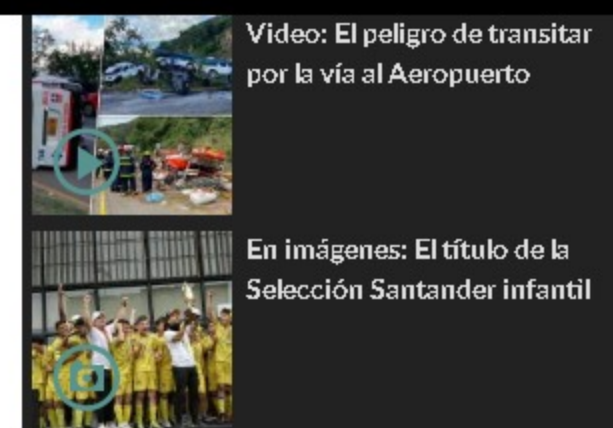 Video: El peligro de transitar
por la vía al Aeropuerto
En imágenes: El título de la
Selección Santander infantil